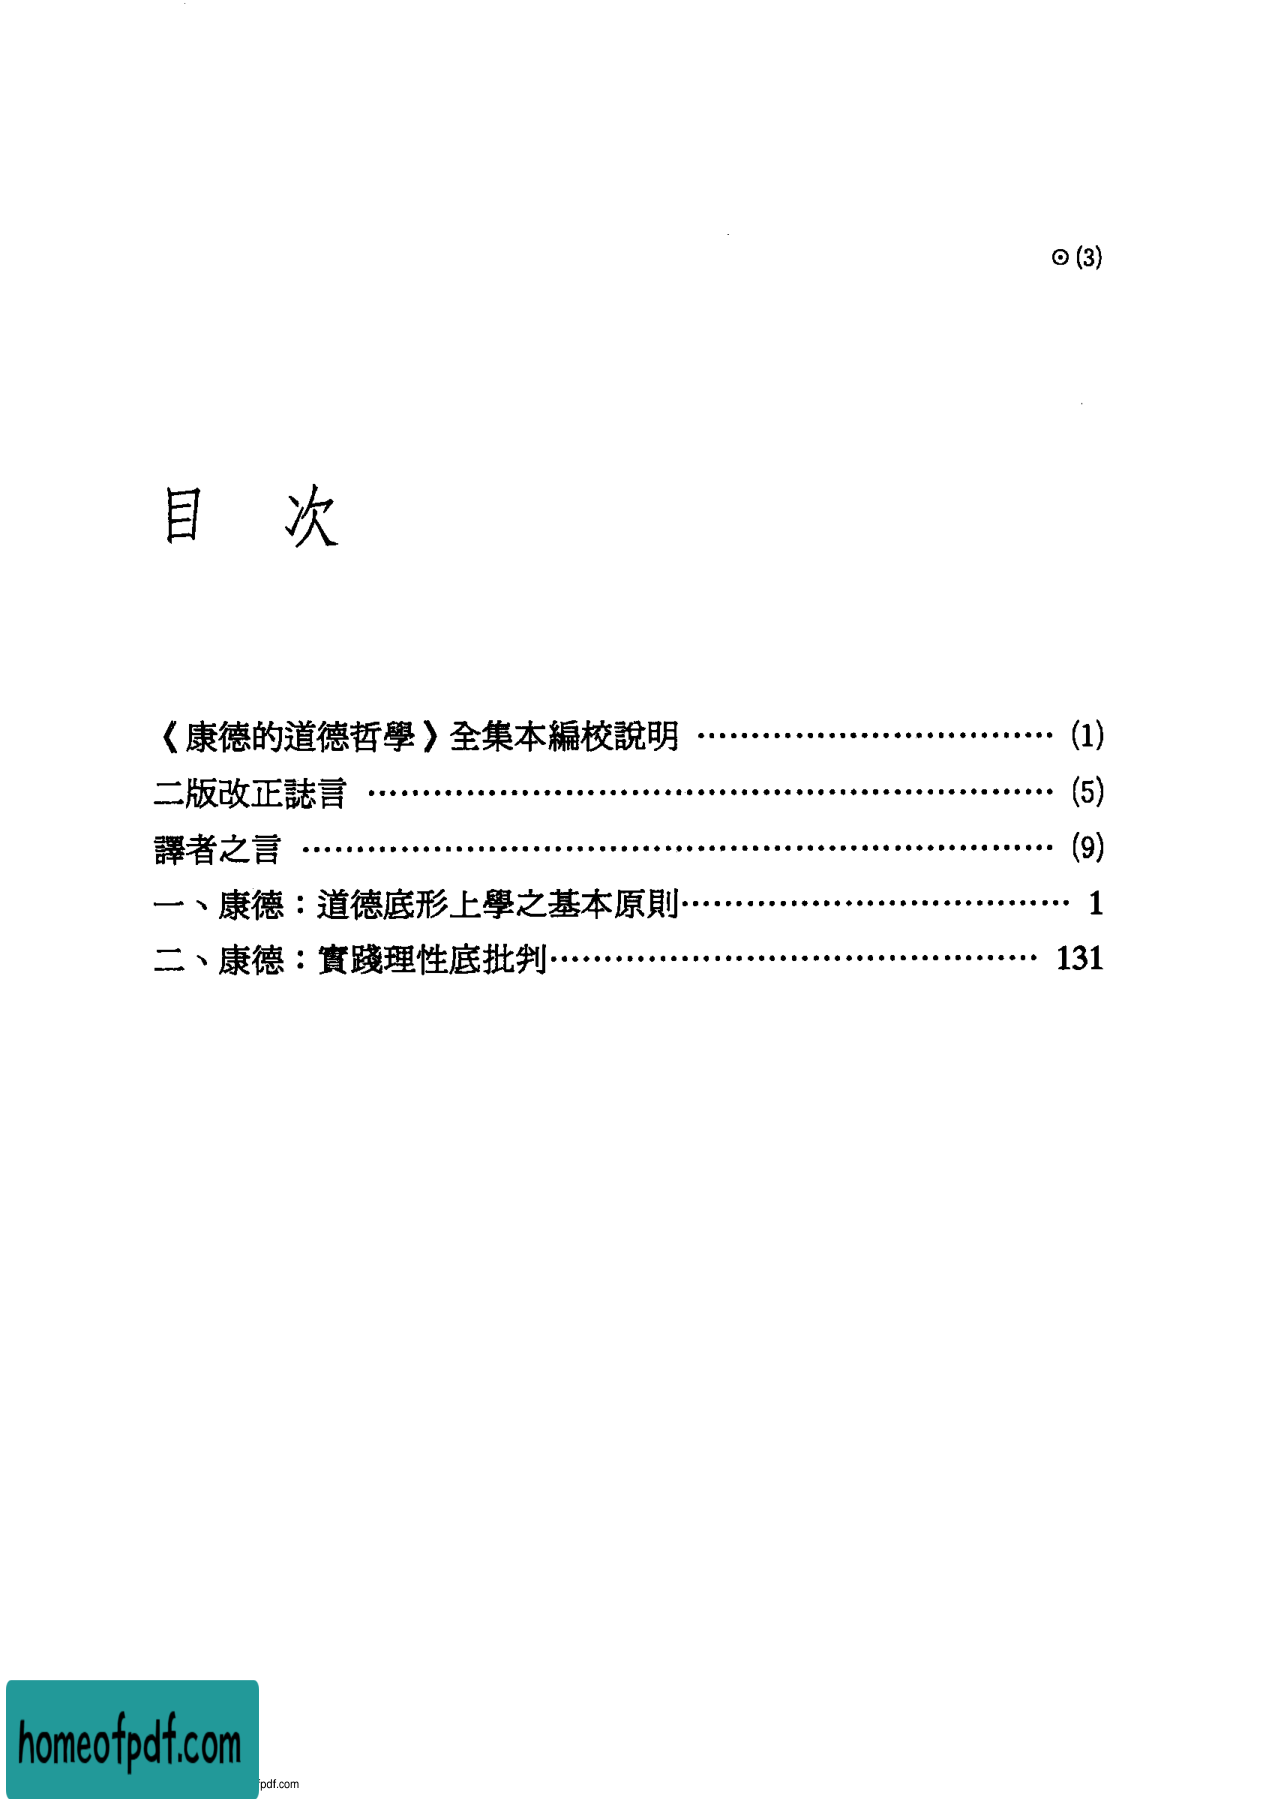 ⊙(3)
目 次
《康德的道德哲學》全集本編校說明 ……………………………… (1)
二版改正誌言 ……………………………………………………… (5)
譯者之言 …………………………………………………………… (9)
一、康德：道德底形上學之基本原則……………………………… 1
二、康德：實踐理性底批判……………………………………… 131
homeofpdf.com
fpdf.com